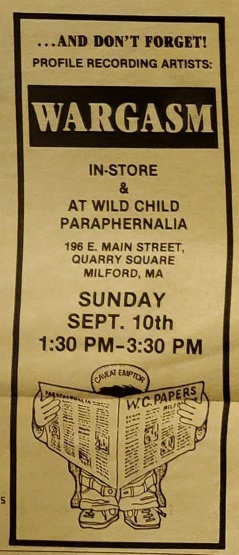 ...AND DON'T FORGET!
PROFILE RECORDING ARTISTS:
WARGASM
IN-STORE
&
AT WILD CHILD
PARAPHERNALIA
196 E. MAIN STREET,
QUARRY SQUARE
MILFORD, MA
SUNDAY
SEPT. 10th
1:30 PM-3:30 PM
CAVEAT EMPTOR
W.C. PAPERS